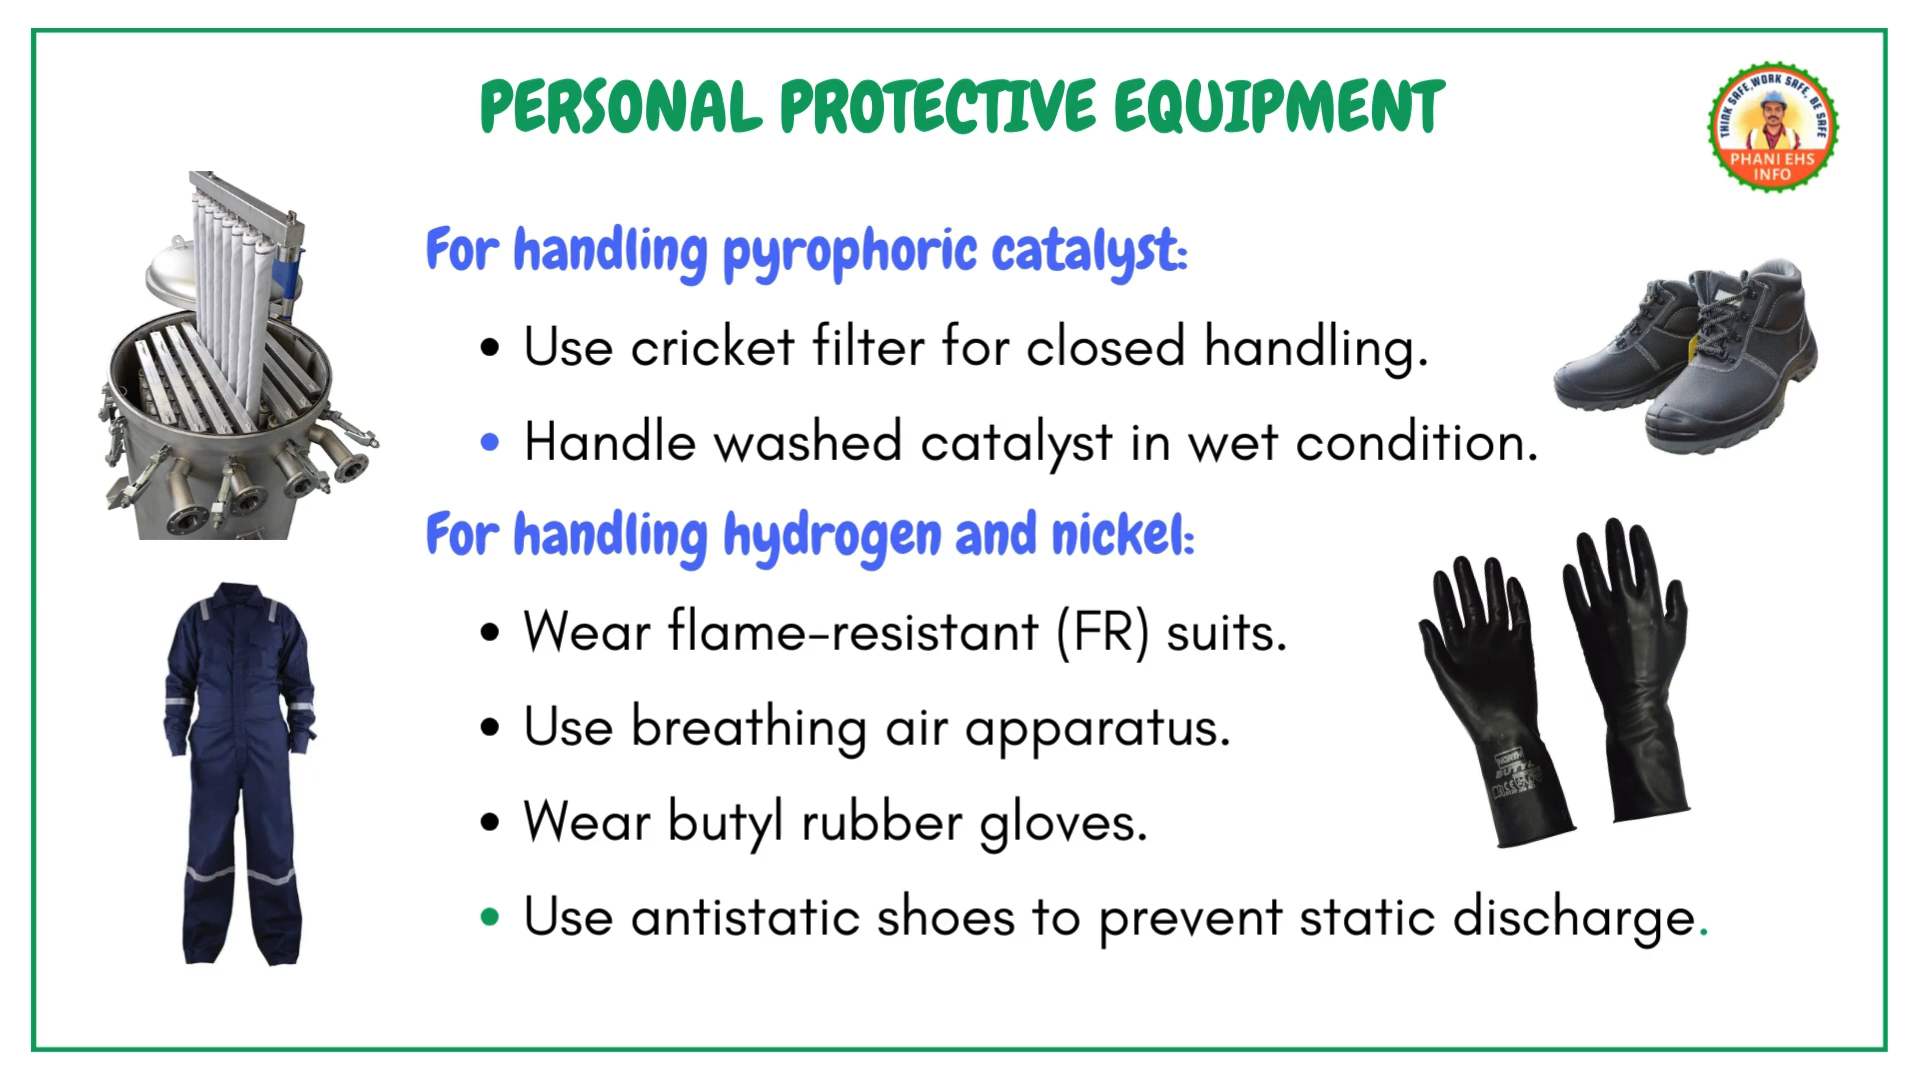 PERSONAL PROTECTIVE EQUIPMENT
THINK SAFE, WORK SAFE, BE SAFE
PHANI EHS
INFO
For handling pyrophoric catalyst:
• Use cricket filter for closed handling.
• Handle washed catalyst in wet condition.
For handling hydrogen and nickel:
• Wear flame-resistant (FR) suits.
• Use breathing air apparatus.
• Wear butyl rubber gloves.
• Use antistatic shoes to prevent static discharge.
BUTYL